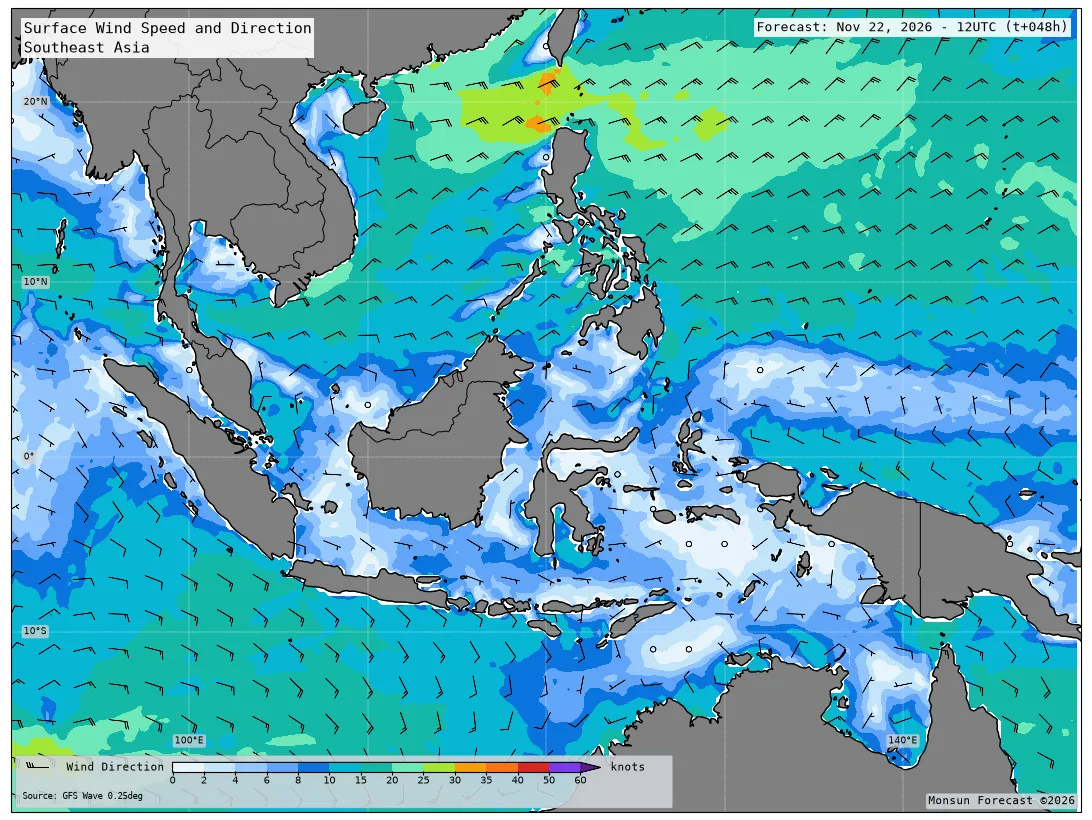 Surface Wind Speed and Direction
Southeast Asia
Forecast: Nov 22, 2026 - 12UTC (t+048h)
20°N
10°N
0°
10°S
100°E
140°E
Wind Direction
0 2 4 6 8 10 15 20 25 30 35 40 50 60
knots
Source: GFS Wave 0.25deg
Monsun Forecast ©2026